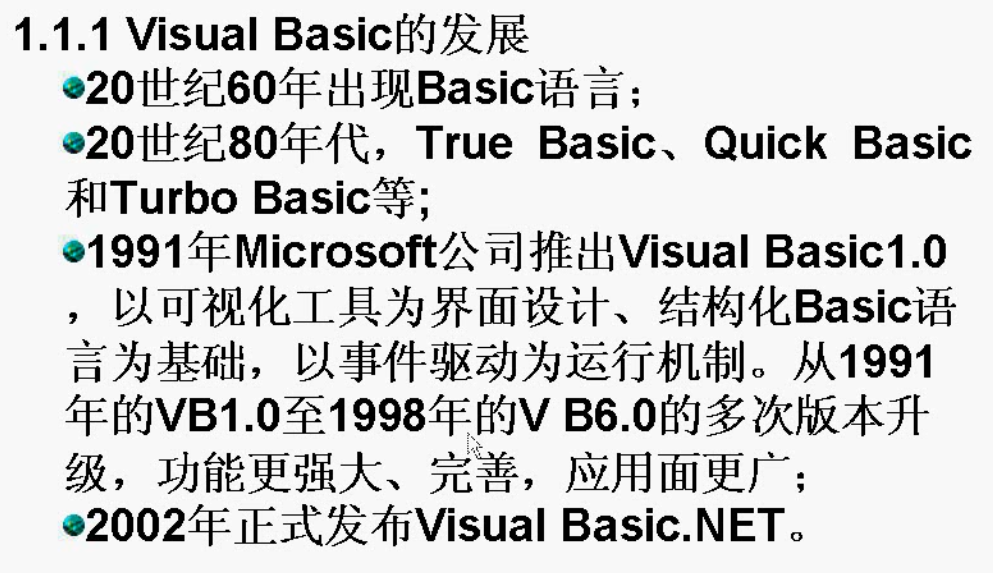 1.1.1 Visual Basic的发展
20世纪60年出现Basic语言；
20世纪80年代，True Basic、Quick Basic
和Turbo Basic等;
1991年Microsoft公司推出Visual Basic1.0
，以可视化工具为界面设计、结构化Basic语
言为基础，以事件驱动为运行机制。从1991
年的VB1.0至1998年的V B6.0的多次版本升
级，功能更强大、完善，应用面更广；
2002年正式发布Visual Basic.NET。